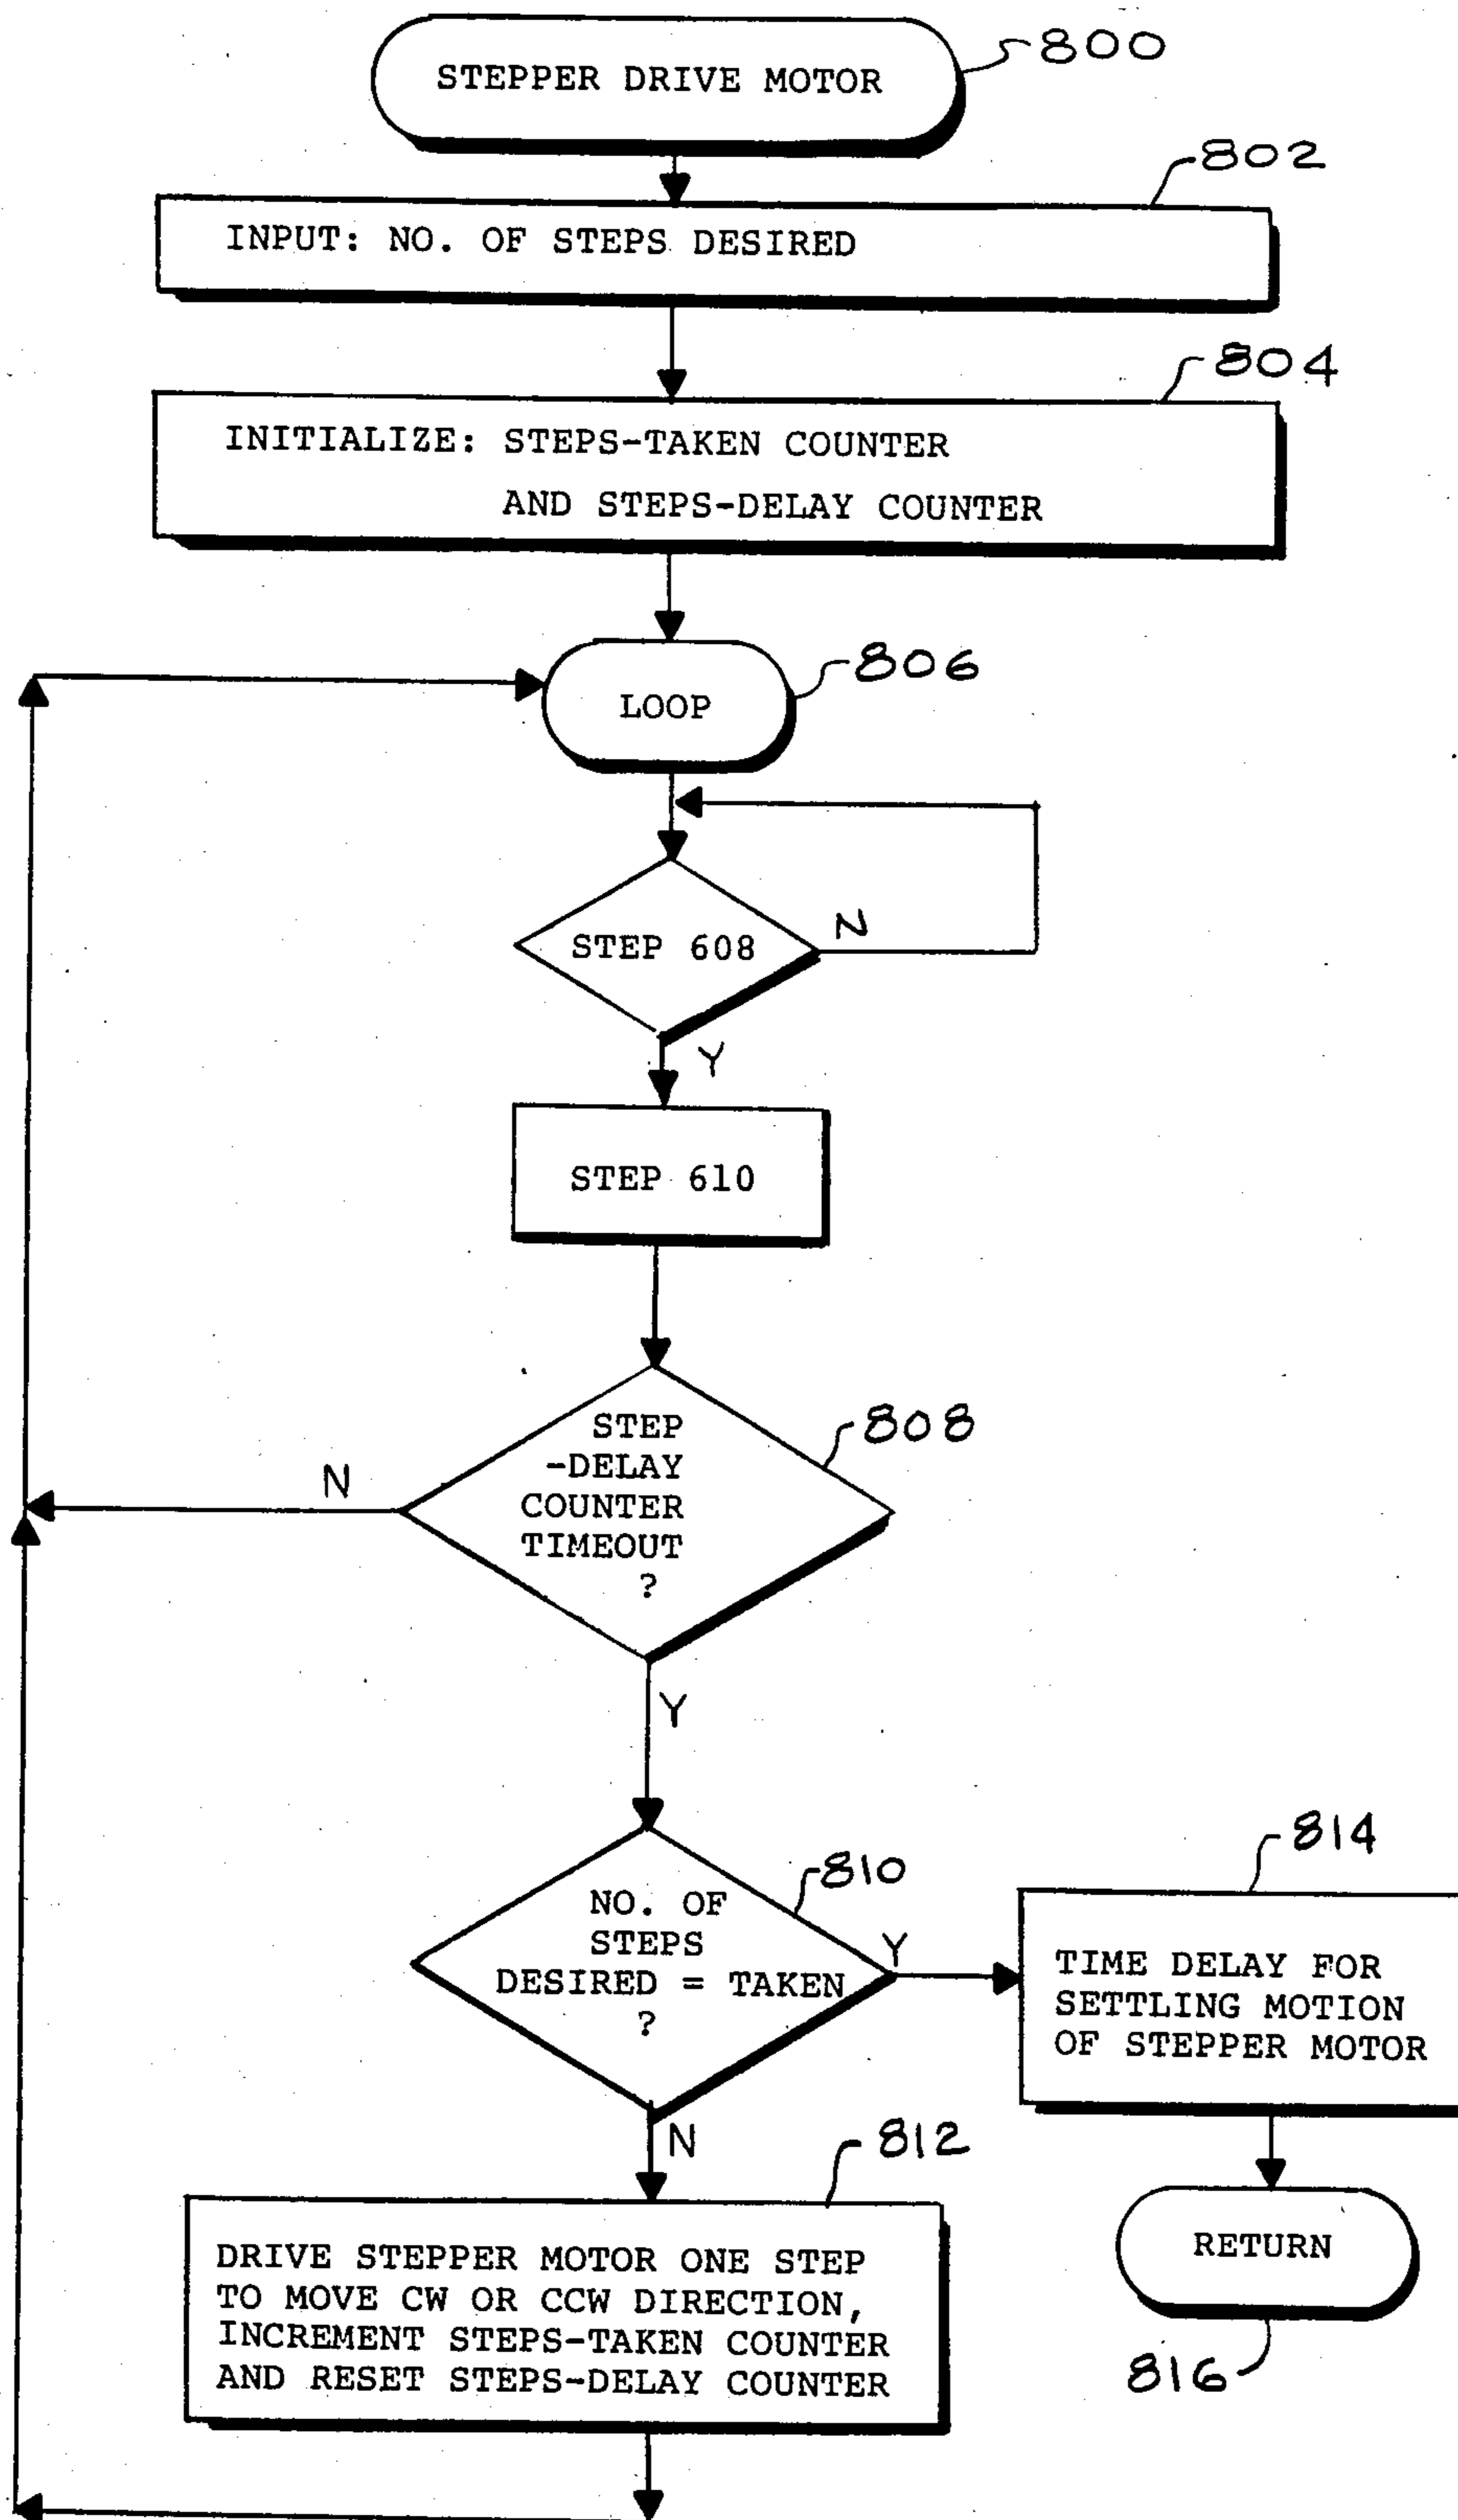 STEPPER DRIVE MOTOR
800
802
INPUT: NO. OF STEPS DESIRED
804
INITIALIZE: STEPS-TAKEN COUNTER
AND STEPS-DELAY COUNTER
806
LOOP
STEP 608
N
Y
STEP 610
808
STEP
-DELAY
COUNTER
TIMEOUT
?
N
Y
810
NO. OF
STEPS
DESIRED = TAKEN
?
Y
N
814
TIME DELAY FOR
SETTLING MOTION
OF STEPPER MOTOR
812
DRIVE STEPPER MOTOR ONE STEP
TO MOVE CW OR CCW DIRECTION,
INCREMENT STEPS-TAKEN COUNTER
AND RESET STEPS-DELAY COUNTER
RETURN
816